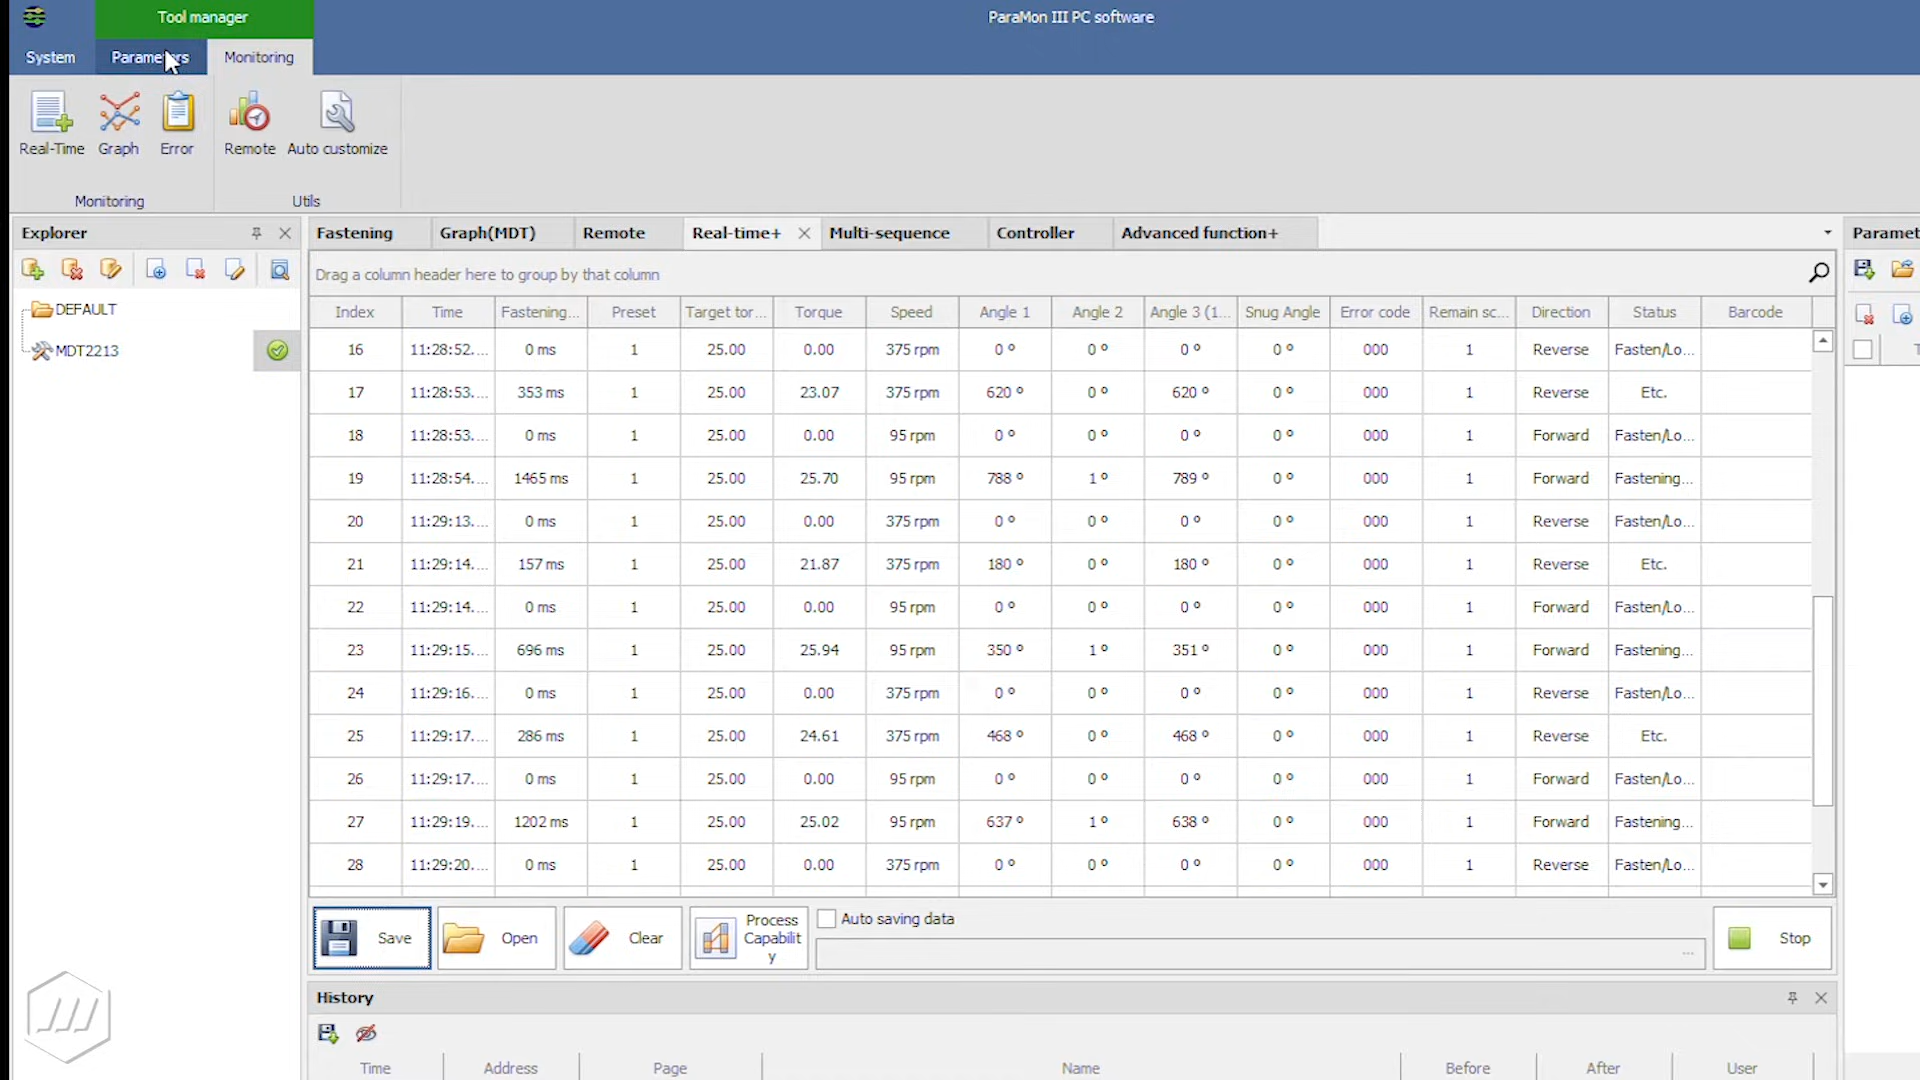 Tool manager
ParaMon III PC software
System
Parameters
Monitoring
Real-Time
Graph
Error
Remote
Auto customize
Monitoring
Utils
Explorer
Fastening
Graph(MDT)
Remote
Real-time+
Multi-sequence
Controller
Advanced function+
Drag a column header here to group by that column
DEFAULT
MDT2213
Index Time Fastening... Preset Target tor... Torque Speed Angle 1 Angle 2 Angle 3 (1... Snug Angle Error code Remain sc... Direction Status Barcode
16 11:28:52.... 0 ms 1 25.00 0.00 375 rpm 0 º 0 º 0 º 0 º 000 1 Reverse Fasten/Lo...
17 11:28:53.... 353 ms 1 25.00 23.07 375 rpm 620 º 0 º 620 º 0 º 000 1 Reverse Etc.
18 11:28:53.... 0 ms 1 25.00 0.00 95 rpm 0 º 0 º 0 º 0 º 000 1 Forward Fasten/Lo...
19 11:28:54.... 1465 ms 1 25.00 25.70 95 rpm 788 º 1 º 789 º 0 º 000 1 Forward Fastening...
20 11:29:13.... 0 ms 1 25.00 0.00 375 rpm 0 º 0 º 0 º 0 º 000 1 Reverse Fasten/Lo...
21 11:29:14.... 157 ms 1 25.00 21.87 375 rpm 180 º 0 º 180 º 0 º 000 1 Reverse Etc.
22 11:29:14.... 0 ms 1 25.00 0.00 95 rpm 0 º 0 º 0 º 0 º 000 1 Forward Fasten/Lo...
23 11:29:15.... 696 ms 1 25.00 25.94 95 rpm 350 º 1 º 351 º 0 º 000 1 Forward Fastening...
24 11:29:16.... 0 ms 1 25.00 0.00 375 rpm 0 º 0 º 0 º 0 º 000 1 Reverse Fasten/Lo...
25 11:29:17.... 286 ms 1 25.00 24.61 375 rpm 468 º 0 º 468 º 0 º 000 1 Reverse Etc.
26 11:29:17.... 0 ms 1 25.00 0.00 95 rpm 0 º 0 º 0 º 0 º 000 1 Forward Fasten/Lo...
27 11:29:19.... 1202 ms 1 25.00 25.02 95 rpm 637 º 1 º 638 º 0 º 000 1 Forward Fastening...
28 11:29:20.... 0 ms 1 25.00 0.00 375 rpm 0 º 0 º 0 º 0 º 000 1 Reverse Fasten/Lo...
Save
Open
Clear
Process
Capabilit
y
Auto saving data
...
Stop
History
Time Address Page Name Before After User
Paramet